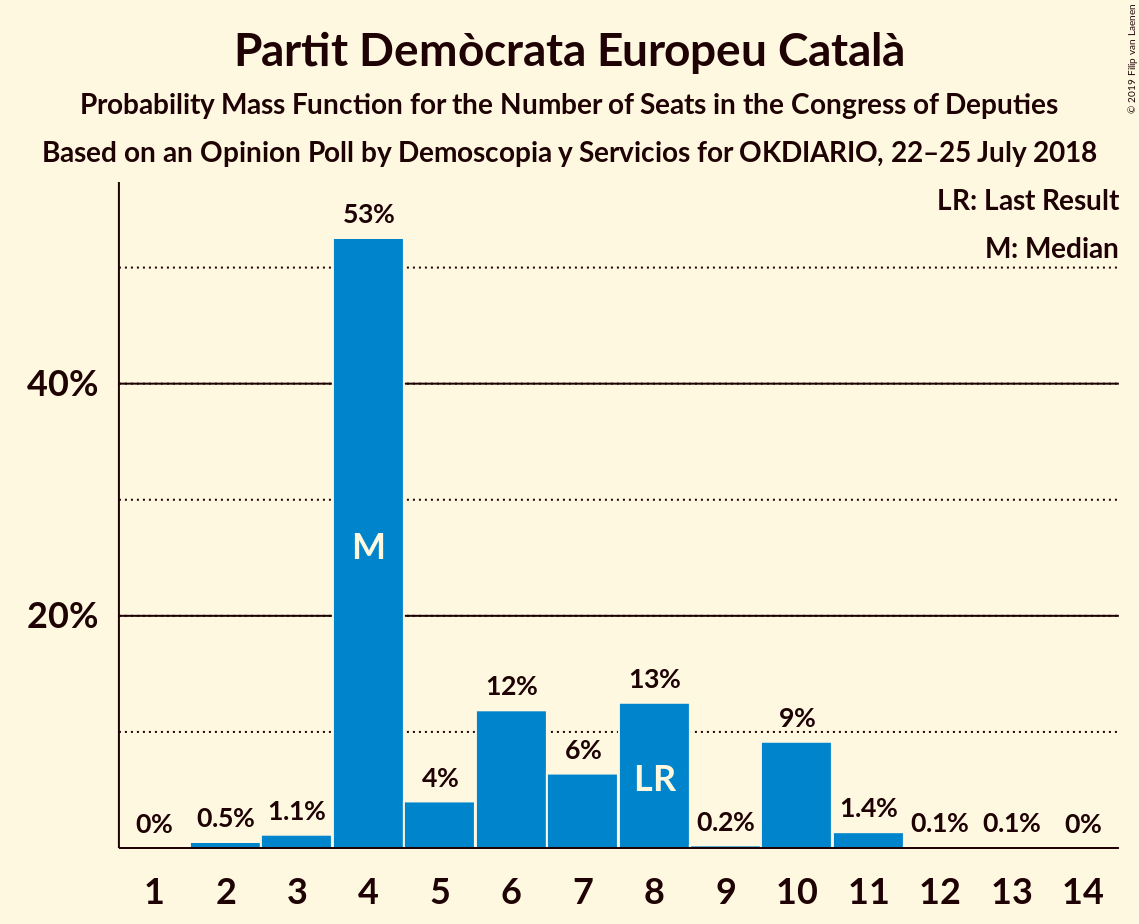 Partit Demòcrata Europeu Català
Probability Mass Function for the Number of Seats in the Congress of Deputies
Based on an Opinion Poll by Demoscopia y Servicios for OKDIARIO, 22–25 July 2018
© 2019 Filip van Laenen
LR: Last Result
M: Median
40%
20%
0%
0.5%
1.1%
53%
4%
12%
6%
13%
0.2%
9%
1.4%
0.1%
0.1%
0%
M
LR
1 2 3 4 5 6 7 8 9 10 11 12 13 14